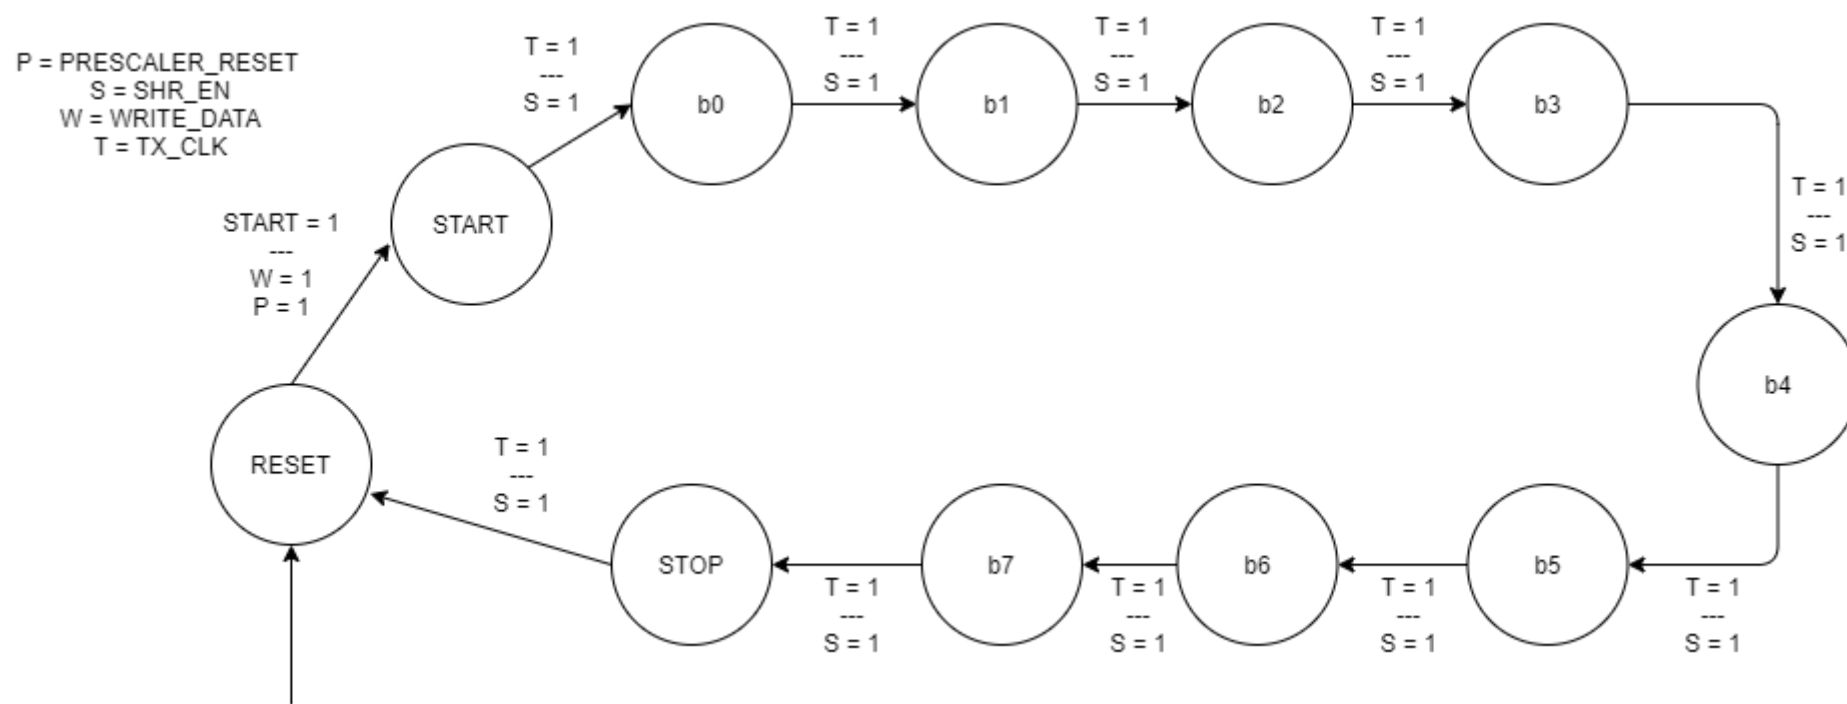 P = PRESCALER_RESET
S = SHR_EN
W = WRITE_DATA
T = TX_CLK
START = 1
---
W = 1
P = 1
RESET
START
T = 1
---
S = 1
b0
T = 1
---
S = 1
b1
T = 1
---
S = 1
b2
T = 1
---
S = 1
b3
T = 1
---
S = 1
b4
T = 1
---
S = 1
b5
T = 1
---
S = 1
b6
T = 1
---
S = 1
b7
T = 1
---
S = 1
STOP
T = 1
---
S = 1